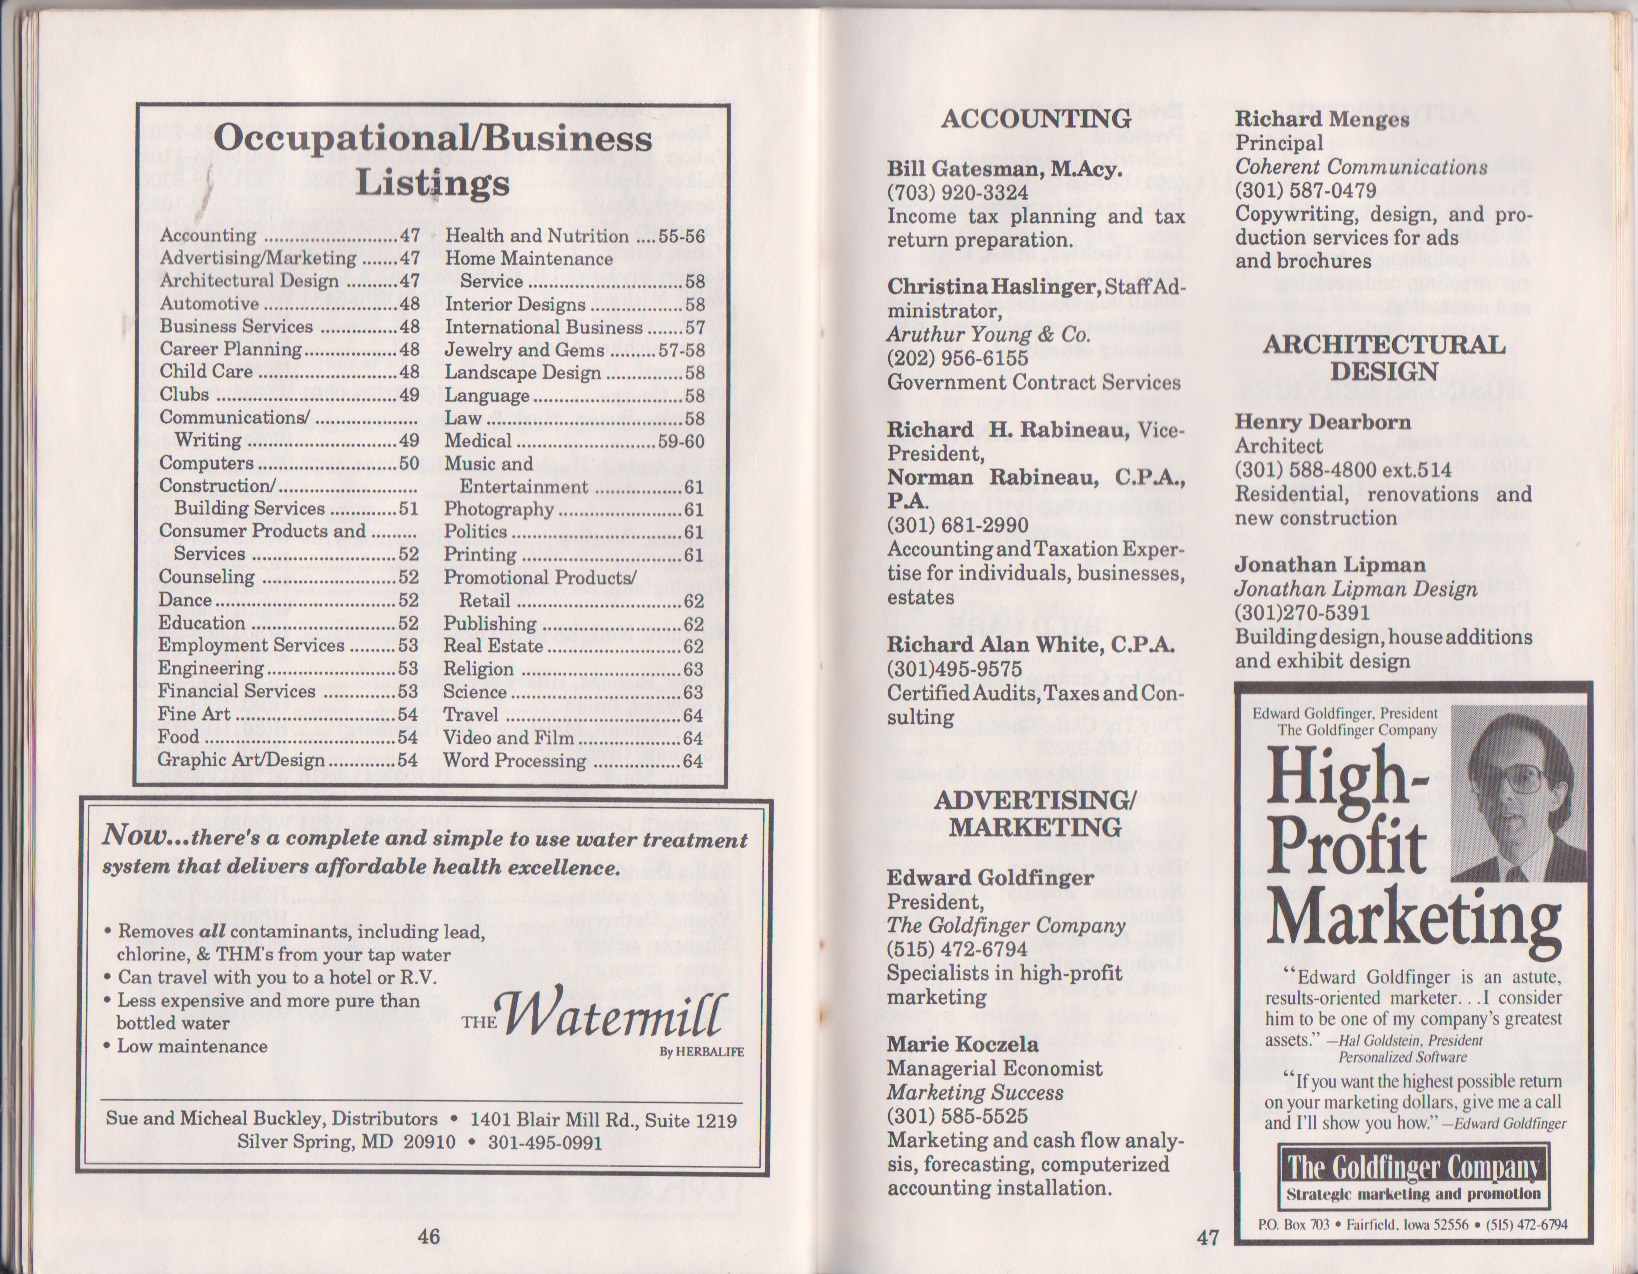 Occupational/Business
Listings
Accounting ........................47
Advertising/Marketing ......47
Architectural Design .........47
Automotive ........................48
Business Services ..............48
Career Planning.................48
Child Care .........................48
Clubs .................................49
Communications/...................
Writing ...........................49
Computers.........................50
Construction/.........................
Building Services ............51
Consumer Products and ........
Services ..........................52
Counseling ........................52
Dance.................................52
Education ..........................52
Employment Services ........53
Engineering.......................53
Financial Services .............53
Fine Art .............................54
Food ..................................54
Graphic Art/Design............54
Health and Nutrition ....55-56
Home Maintenance
Service ............................58
Interior Designs .................58
International Business ......57
Jewelry and Gems ........57-58
Landscape Design ..............58
Language...........................58
Law ...................................58
Medical .........................59-60
Music and
Entertainment ................61
Photography ......................61
Politics ...............................61
Printing .............................61
Promotional Products/
Retail ..............................62
Publishing .........................62
Real Estate ........................62
Religion .............................63
Science ...............................63
Travel ................................64
Video and Film...................64
Word Processing ................64
Now...there's a complete and simple to use water treatment
system that delivers affordable health excellence.
• Removes all contaminants, including lead,
chlorine, & THM's from your tap water
• Can travel with you to a hotel or R.V.
• Less expensive and more pure than
bottled water
• Low maintenance
THE Watermill
By HERBALIFE
Sue and Micheal Buckley, Distributors • 1401 Blair Mill Rd., Suite 1219
Silver Spring, MD 20910 • 301-495-0991
46
ACCOUNTING
Bill Gatesman, M.Acy.
(703) 920-3324
Income tax planning and tax
return preparation.
Christina Haslinger, Staff Ad-
ministrator,
Aruthur Young & Co.
(202) 956-6155
Government Contract Services
Richard H. Rabineau, Vice-
President,
Norman Rabineau, C.P.A.,
P.A.
(301) 681-2990
Accounting and Taxation Exper-
tise for individuals, businesses,
estates
Richard Alan White, C.P.A.
(301)495-9575
Certified Audits, Taxes and Con-
sulting
ADVERTISING/
MARKETING
Edward Goldfinger
President,
The Goldfinger Company
(515) 472-6794
Specialists in high-profit
marketing
Marie Koczela
Managerial Economist
Marketing Success
(301) 585-5525
Marketing and cash flow analy-
sis, forecasting, computerized
accounting installation.
Richard Menges
Principal
Coherent Communications
(301) 587-0479
Copywriting, design, and pro-
duction services for ads
and brochures
ARCHITECTURAL
DESIGN
Henry Dearborn
Architect
(301) 588-4800 ext.514
Residential, renovations and
new construction
Jonathan Lipman
Jonathan Lipman Design
(301)270-5391
Building design, house additions
and exhibit design
Edward Goldfinger, President
The Goldfinger Company
High-
Profit
Marketing
“Edward Goldfinger is an astute,
results-oriented marketer. . .I consider
him to be one of my company's greatest
assets.” —Hal Goldstein, President
Personalized Software
“If you want the highest possible return
on your marketing dollars, give me a call
and I'll show you how.” —Edward Goldfinger
The Goldfinger Company
Strategic marketing and promotion
P.O. Box 703 • Fairfield, Iowa 52556 • (515) 472-6794
47